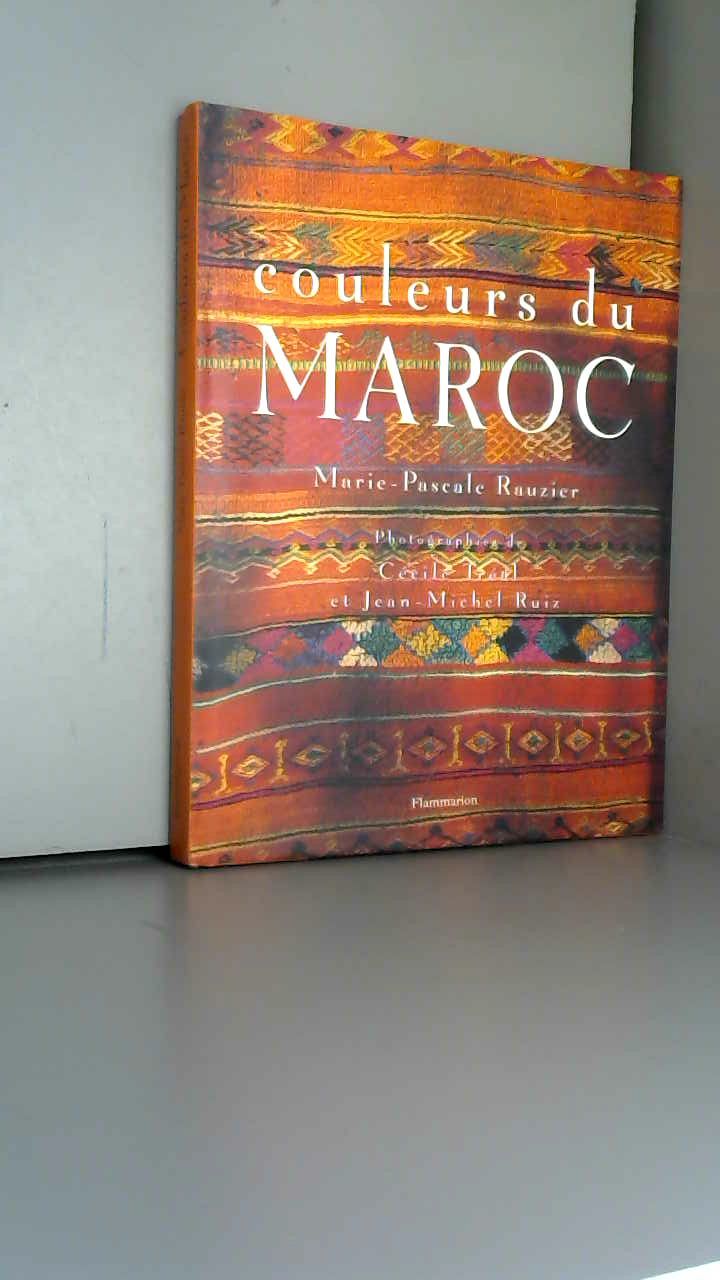 couleurs du
MAROC
Marie-Pascale Rauzier
Photographies de
Cécile Tréal
et Jean-Michel Ruiz
Flammarion